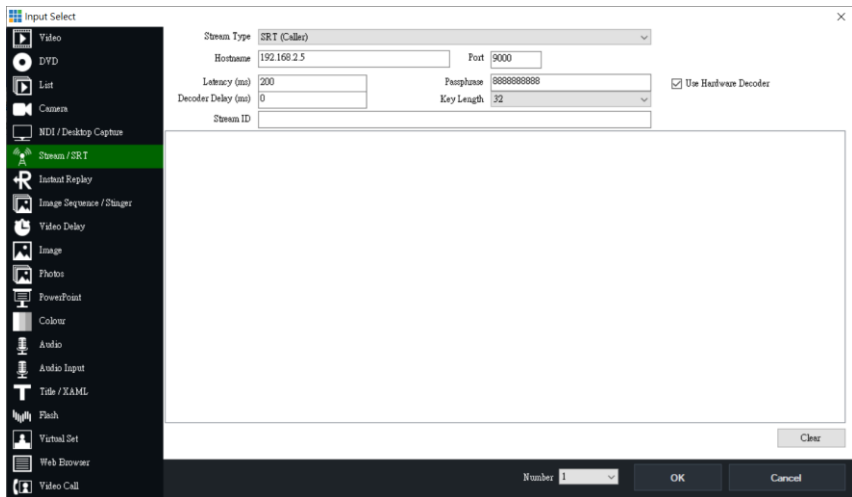 Input Select
Video
DVD
List
Camera
NDI / Desktop Capture
Stream / SRT
Instant Replay
Image Sequence / Stinger
Video Delay
Image
Photos
PowerPoint
Colour
Audio
Audio Input
Title / XAML
Flash
Virtual Set
Web Browser
Video Call
Stream Type SRT (Caller)
Hostname 192.168.2.5 Port 9000
Latency (ms) 200 Passphrase 8888888888 Use Hardware Decoder
Decoder Delay (ms) 0 Key Length 32
Stream ID
Clear
Number 1 OK Cancel